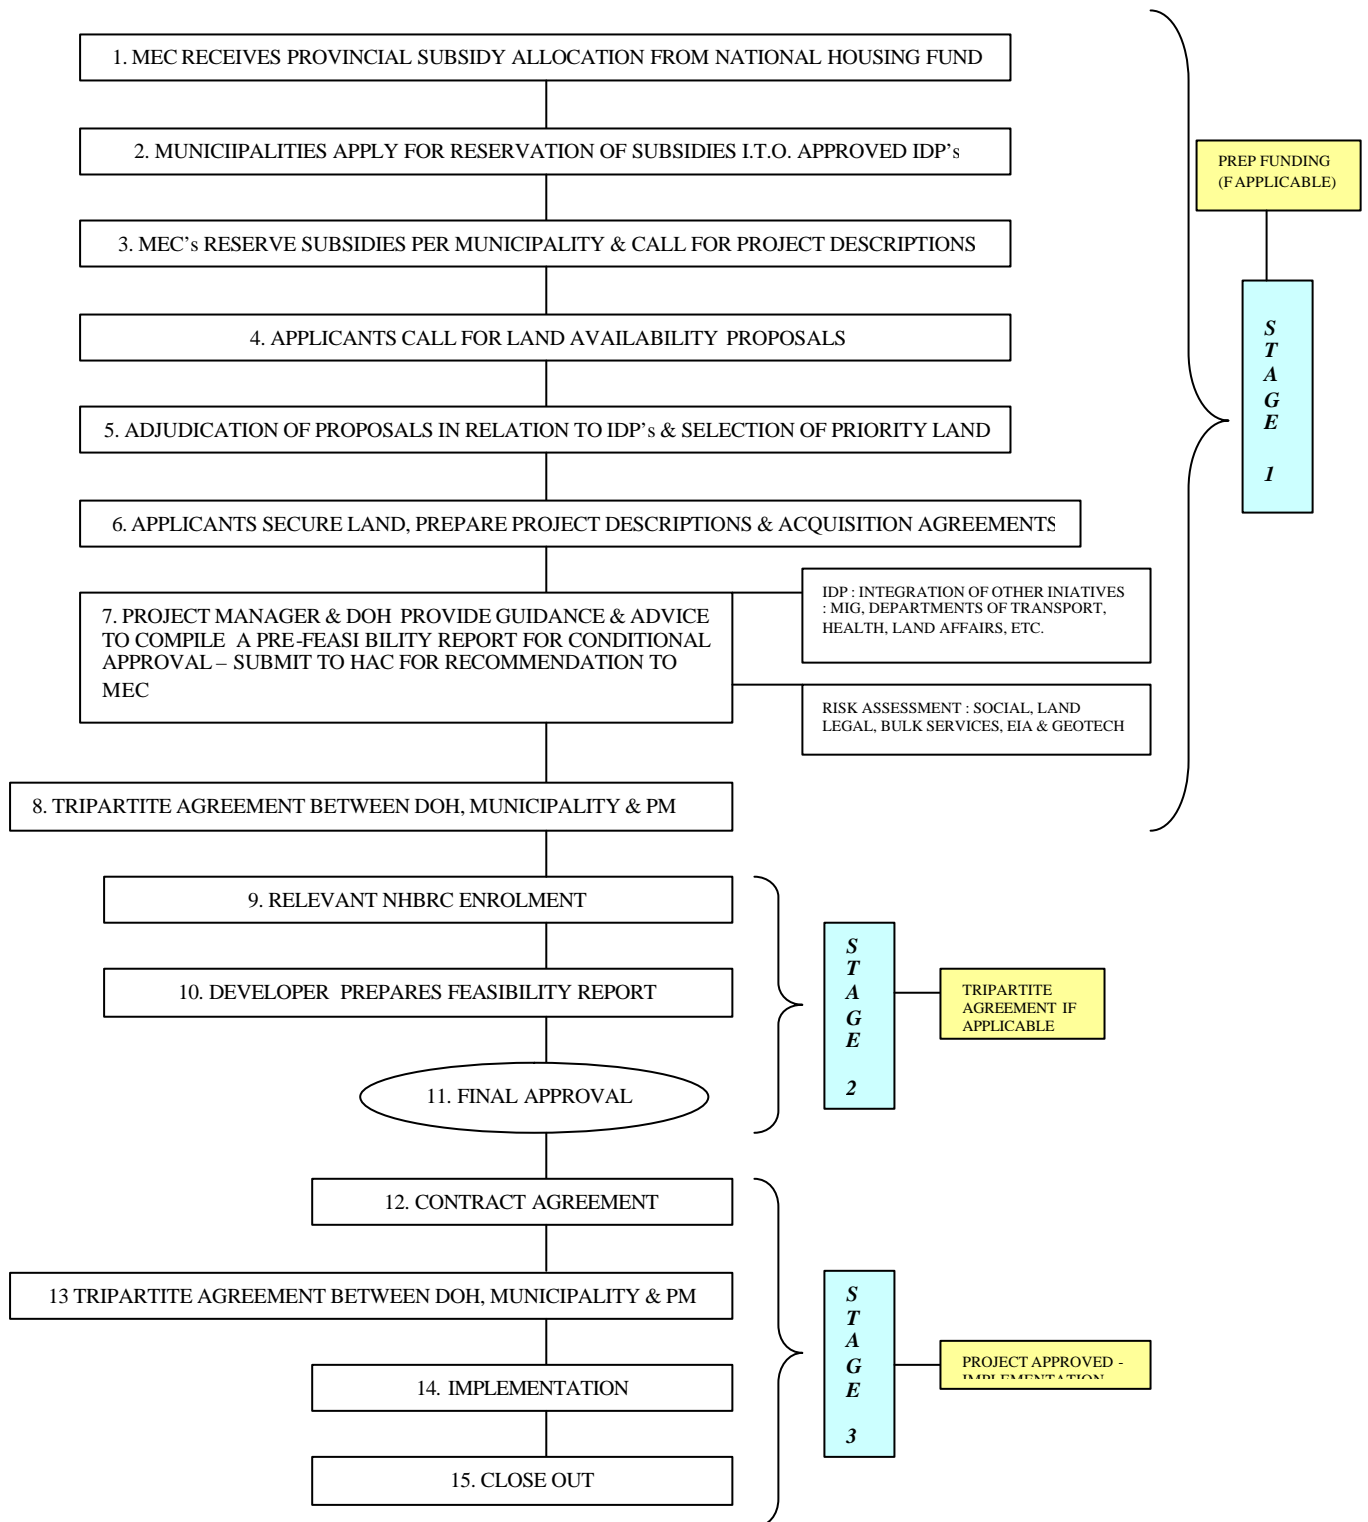 1. MEC RECEIVES PROVINCIAL SUBSIDY ALLOCATION FROM NATIONAL HOUSING FUND
2. MUNICIIPALITIES APPLY FOR RESERVATION OF SUBSIDIES I.T.O. APPROVED IDP's
PREP FUNDING
(F APPLICABLE)
3. MEC's RESERVE SUBSIDIES PER MUNICIPALITY & CALL FOR PROJECT DESCRIPTIONS
4. APPLICANTS CALL FOR LAND AVAILABILITY PROPOSALS
S
T
A
G
E
1
5. ADJUDICATION OF PROPOSALS IN RELATION TO IDP's & SELECTION OF PRIORITY LAND
6. APPLICANTS SECURE LAND, PREPARE PROJECT DESCRIPTIONS & ACQUISITION AGREEMENTS
7. PROJECT MANAGER & DOH PROVIDE GUIDANCE & ADVICE
TO COMPILE A PRE-FEASI BILITY REPORT FOR CONDITIONAL
APPROVAL – SUBMIT TO HAC FOR RECOMMENDATION TO
MEC
IDP : INTEGRATION OF OTHER INIATIVES
: MIG, DEPARTMENTS OF TRANSPORT,
HEALTH, LAND AFFAIRS, ETC.
RISK ASSESSMENT : SOCIAL, LAND
LEGAL, BULK SERVICES, EIA & GEOTECH
8. TRIPARTITE AGREEMENT BETWEEN DOH, MUNICIPALITY & PM
9. RELEVANT NHBRC ENROLMENT
10. DEVELOPER PREPARES FEASIBILITY REPORT
11. FINAL APPROVAL
S
T
A
G
E
2
TRIPARTITE
AGREEMENT IF
APPLICABLE
12. CONTRACT AGREEMENT
13 TRIPARTITE AGREEMENT BETWEEN DOH, MUNICIPALITY & PM
14. IMPLEMENTATION
15. CLOSE OUT
S
T
A
G
E
3
PROJECT APPROVED -
IMPLEMENTATION